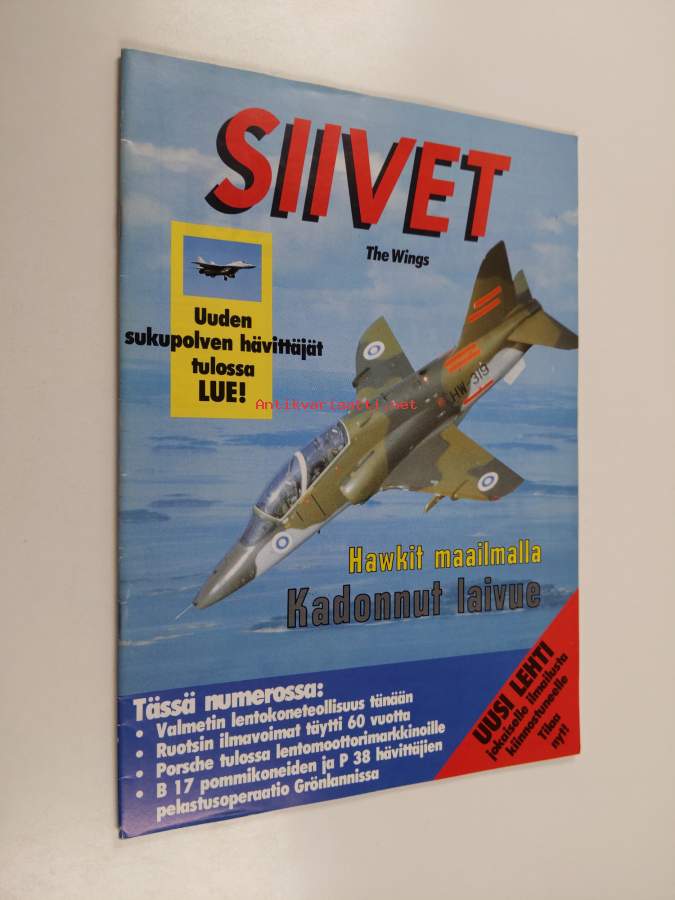 SIIVET
The Wings
Uuden
sukupolven hävittäjät
tulossa
LUE!
Antikvariaatti.net
HW-319
Hawkit maailmalla
Kadonnut laivue
Tässä numerossa:
• Valmetin lentokoneteollisuus tänään
• Ruotsin ilmavoimat täytti 60 vuotta
• Porsche tulossa lentomoottorimarkkinoille
• B 17 pommikoneiden ja P 38 hävittäjien
pelastusoperaatio Grönlannissa
UUSI LEHTI
jokaiselle ilmailusta
kiinnostuneelle
Tilaa
nyt!